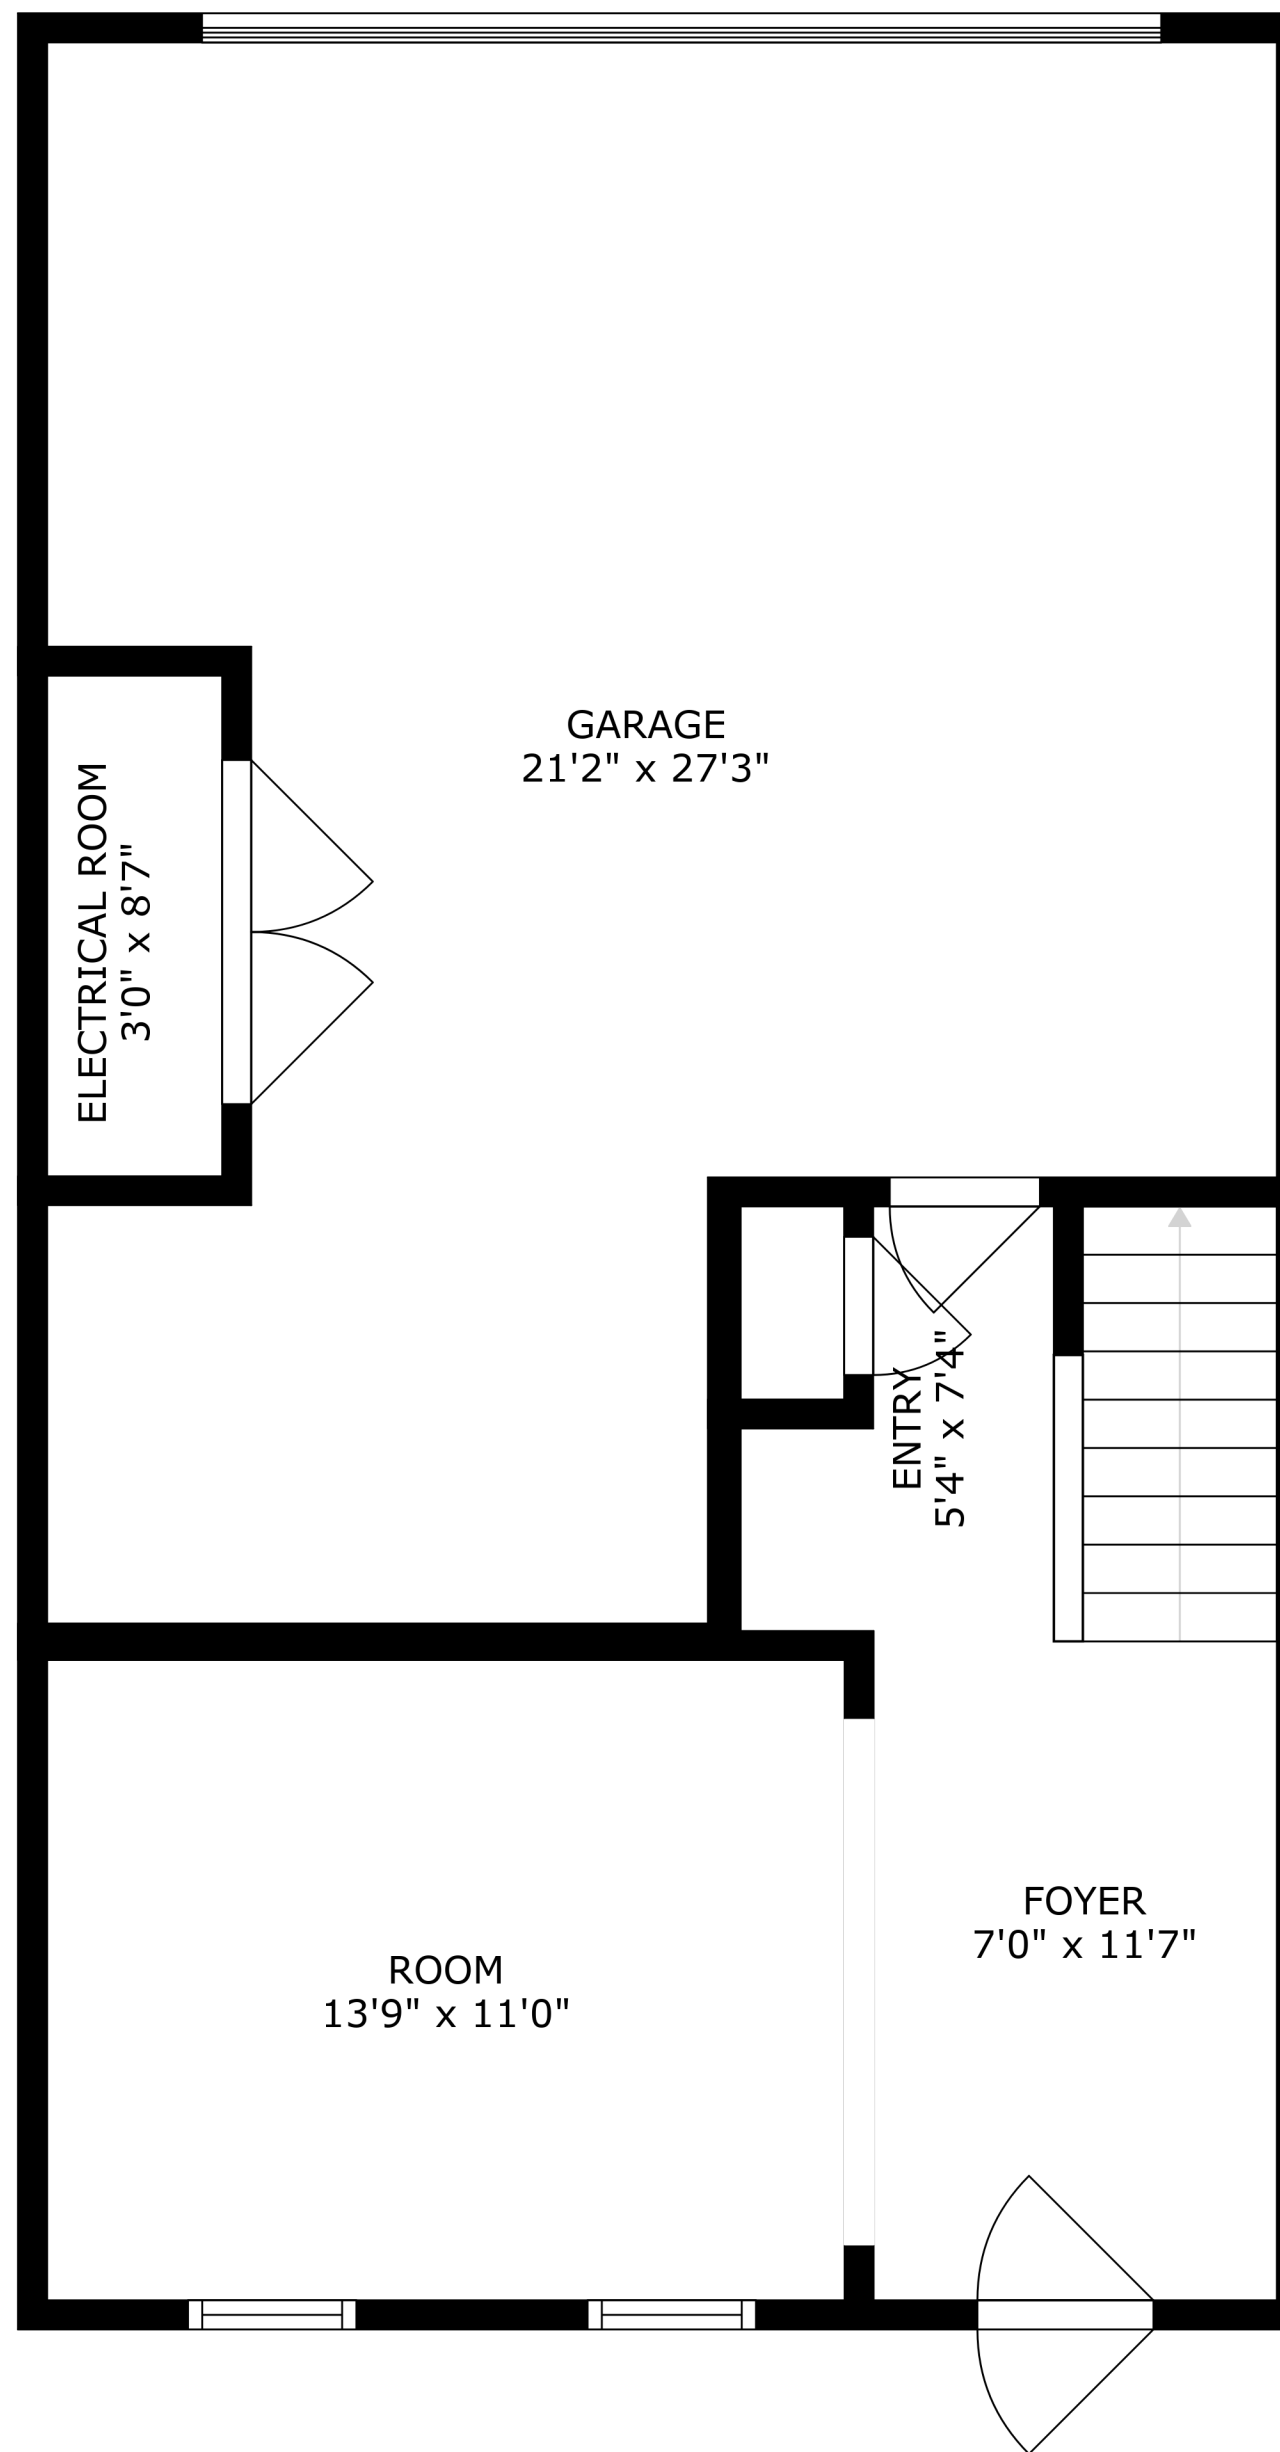 GARAGE
21'2" x 27'3"
ELECTRICAL ROOM
3'0" x 8'7"
ENTRY
5'4" x 7'4"
FOYER
7'0" x 11'7"
ROOM
13'9" x 11'0"